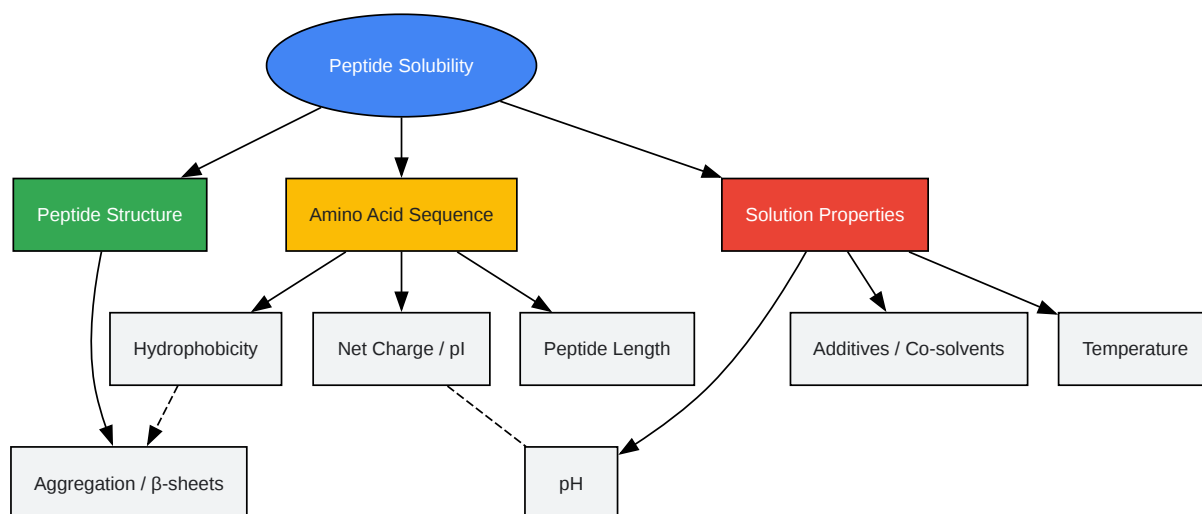 Peptide Solubility
Peptide Structure
Amino Acid Sequence
Solution Properties
Hydrophobicity
Net Charge / pI
Peptide Length
Additives / Co-solvents
Temperature
Aggregation / β-sheets
pH